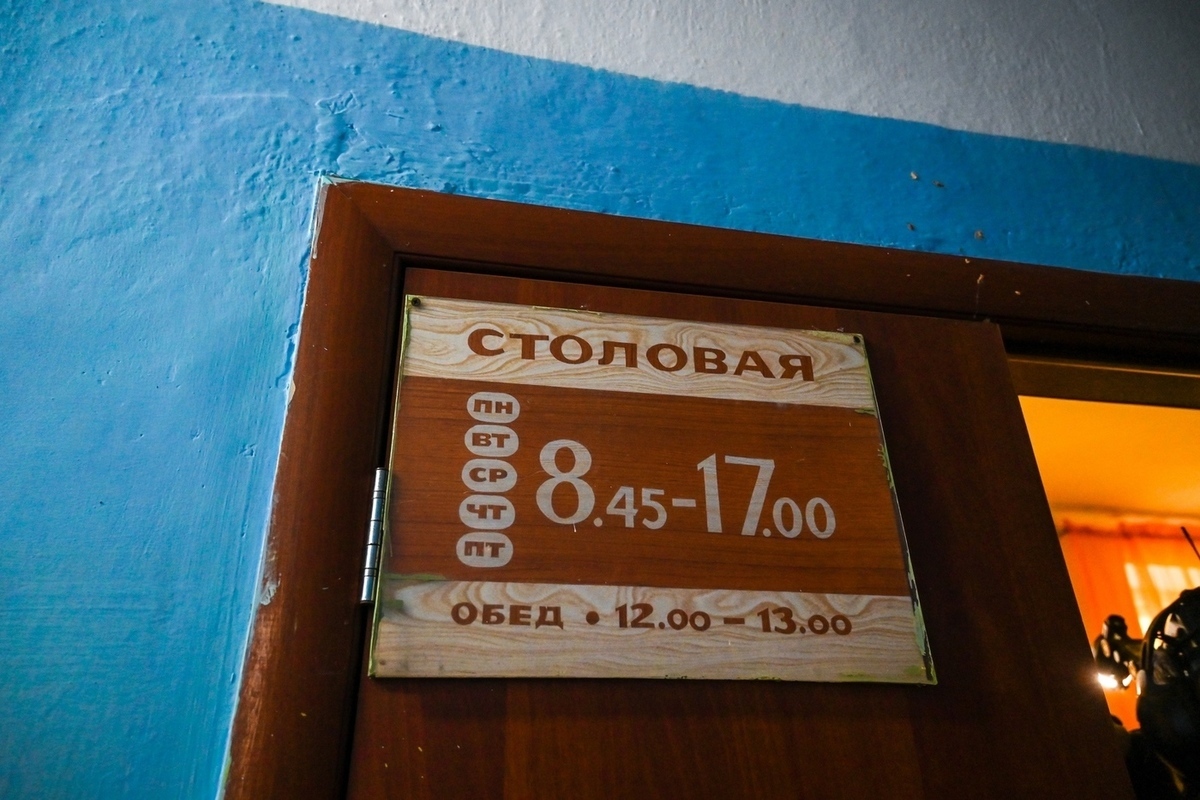 СТОЛОВАЯ
ПН
ВТ
СР
ЧТ
ПТ
8.45-17.00
ОБЕД • 12.00 - 13.00